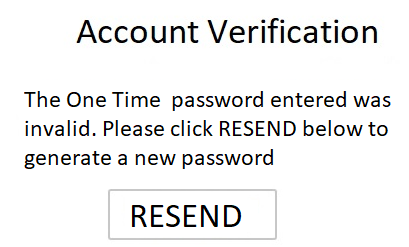 Account Verification
The One Time  password entered was
invalid. Please click RESEND below to
generate a new password
RESEND